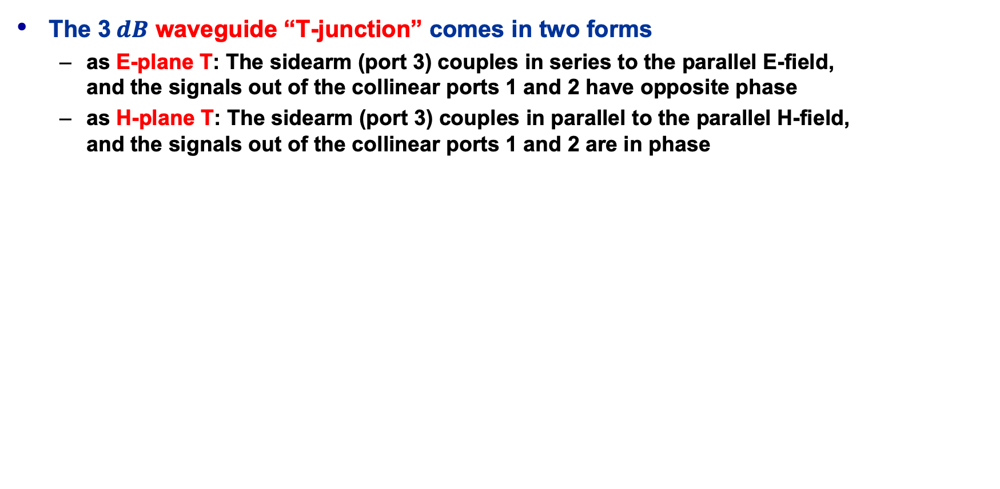 • The 3 dB waveguide “T-junction” comes in two forms
– as E-plane T: The sidearm (port 3) couples in series to the parallel E-field,
and the signals out of the collinear ports 1 and 2 have opposite phase
– as H-plane T: The sidearm (port 3) couples in parallel to the parallel H-field,
and the signals out of the collinear ports 1 and 2 are in phase